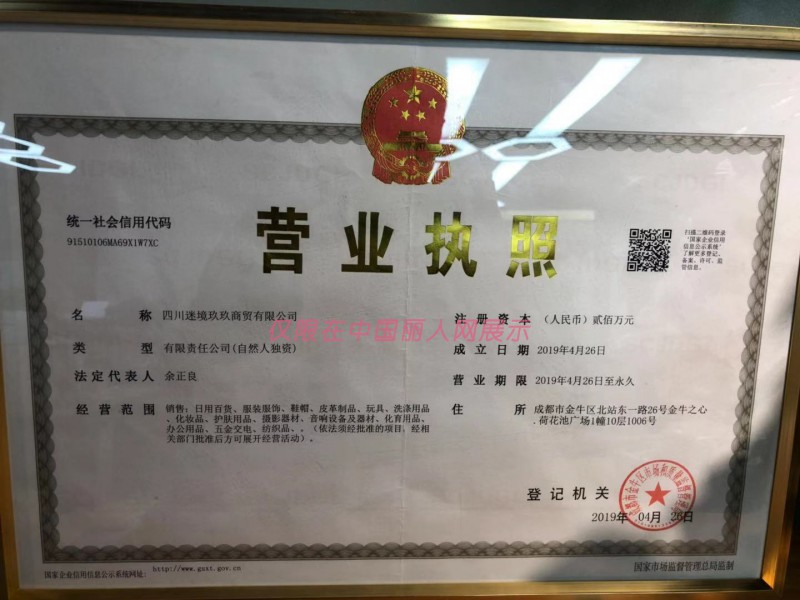 营业执照
统一社会信用代码
91510106MA69X1W7XC
扫描二维码登录
'国家企业信用
信息公示系统'
了解更多登记、
备案、许可、监
管信息。
名 称 四川迷境玖玖商贸有限公司
类 型 有限责任公司(自然人独资)
法定代表人 余正良
经营范围 销售：日用百货、服装服饰、鞋帽、皮革制品、玩具、洗涤用品
、化妆品、护肤用品、摄影器材、音响设备及器材、化育用品、
办公用品、五金交电、纺织品、。（依法须经批准的项目，经相
关部门批准后方可展开经营活动）、
注册资本 （人民币）贰佰万元
成立日期 2019年4月26日
营业期限 2019年4月26日至永久
住 所 成都市金牛区北站东一路26号金牛之心
.荷花池广场1幢10层1006号
仅用在中国丽人网展示
登记机关
2019年 04月 26日
国家企业信用信息公示系统网址: http://www.gsxt.gov.cn
国家市场监督管理总局监制